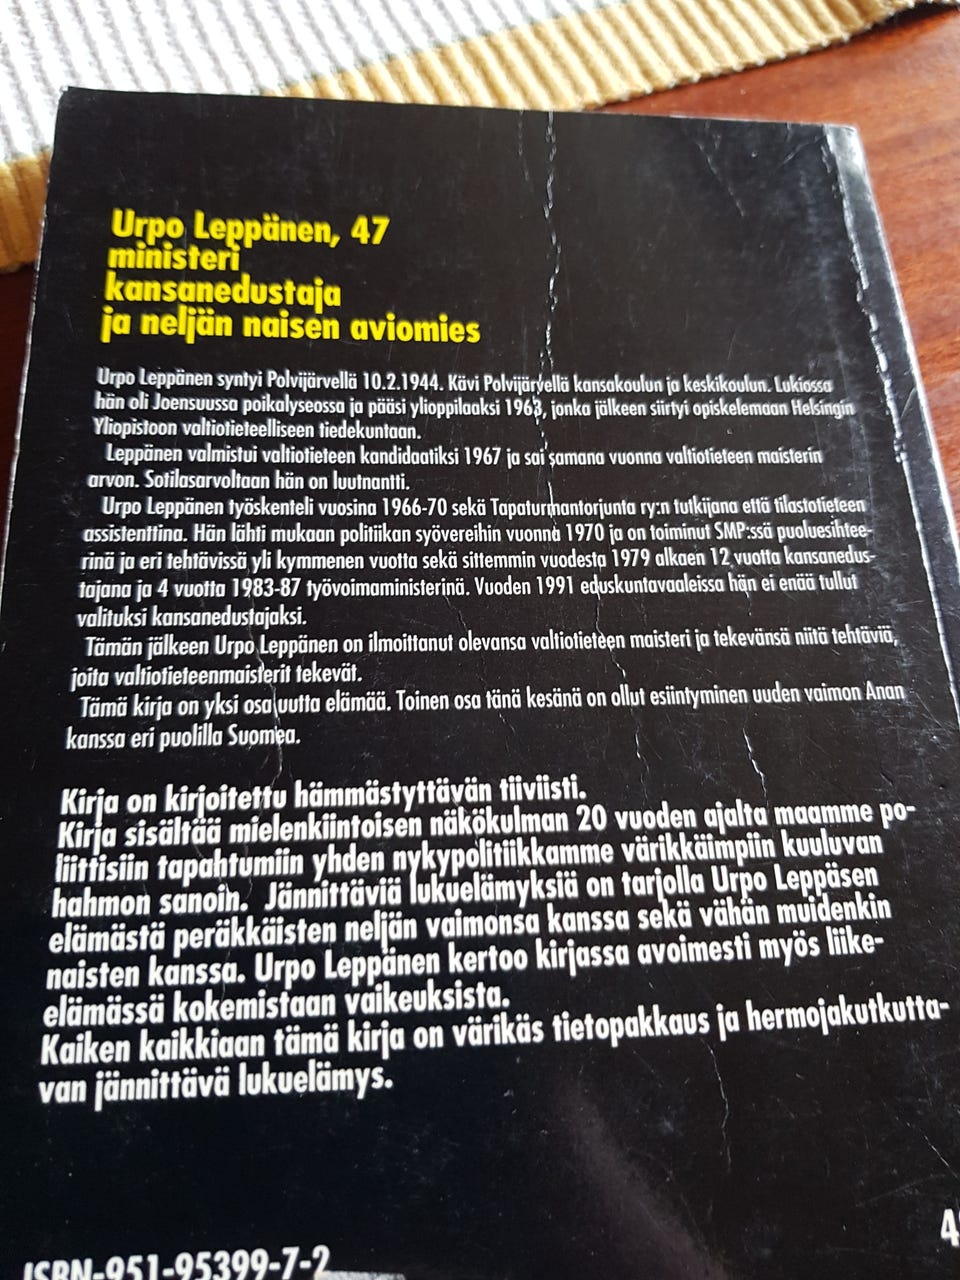 Urpo Leppänen, 47
ministeri
kansanedustaja
ja neljän naisen aviomies
Urpo Leppänen syntyi Polvijärvellä 10.2.1944. Kävi Polvijärvellä kansakoulun ja keskikoulun. Lukiossa
hän oli Joensuussa poikalyseossa ja pääsi ylioppilaaksi 1963, jonka jälkeen siirtyi opiskelemaan Helsingin
Yliopistoon valtiotieteelliseen tiedekuntaan.
Leppänen valmistui valtiotieteen kandidaatiksi 1967 ja sai samana vuonna valtiotieteen maisterin
arvon. Sotilasarvoltaan hän on luutnantti.
Urpo Leppänen työskenteli vuosina 1966-70 sekä Tapaturmantorjunta ry:n tutkijana että tilastotieteen
assistenttina. Hän lähti mukaan politiikan syövereihin vuonna 1970 ja on toiminut SMP:ssä puoluesihtee-
rinä ja eri tehtävissä yli kymmenen vuotta sekä sittemmin vuodesta 1979 alkaen 12 vuotta kansanedus-
tajana ja 4 vuotta 1983-87 työvoimaministerinä. Vuoden 1991 eduskuntavaaleissa hän ei enää tullut
valituksi kansanedustajaksi.
Tämän jälkeen Urpo Leppänen on ilmoittanut olevansa valtiotieteen maisteri ja tekevänsä niitä tehtäviä,
joita valtiotieteenmaisterit tekevät.
Tämä kirja on yksi osa uutta elämää. Toinen osa tänä kesänä on ollut esiintyminen uuden vaimon Anan
kanssa eri puolilla Suomea.
Kirja on kirjoitettu hämmästyttävän tiiviisti.
Kirja sisältää mielenkiintoisen näkökulman 20 vuoden ajalta maamme po-
liittisiin tapahtumiin yhden nykypolitiikkamme värikkäimpiin kuuluvan
hahmon sanoin. Jännittäviä lukuelämyksiä on tarjolla Urpo Leppäsen
elämästä peräkkäisten neljän vaimonsa kanssa sekä vähän muidenkin
naisten kanssa. Urpo Leppänen kertoo kirjassa avoimesti myös liike-
elämässä kokemistaan vaikeuksista.
Kaiken kaikkiaan tämä kirja on värikäs tietopakkaus ja hermojakutkutta-
van jännittävä lukuelämys.
ISBN-951-95399-7-2